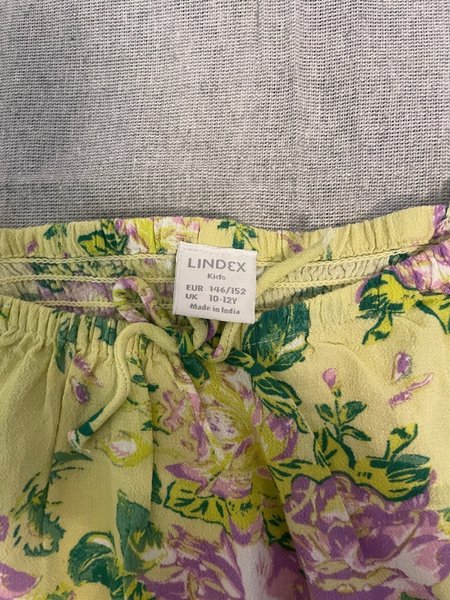 LINDEX
Kids
EUR 146/152
UK 10-12Y
Made in India